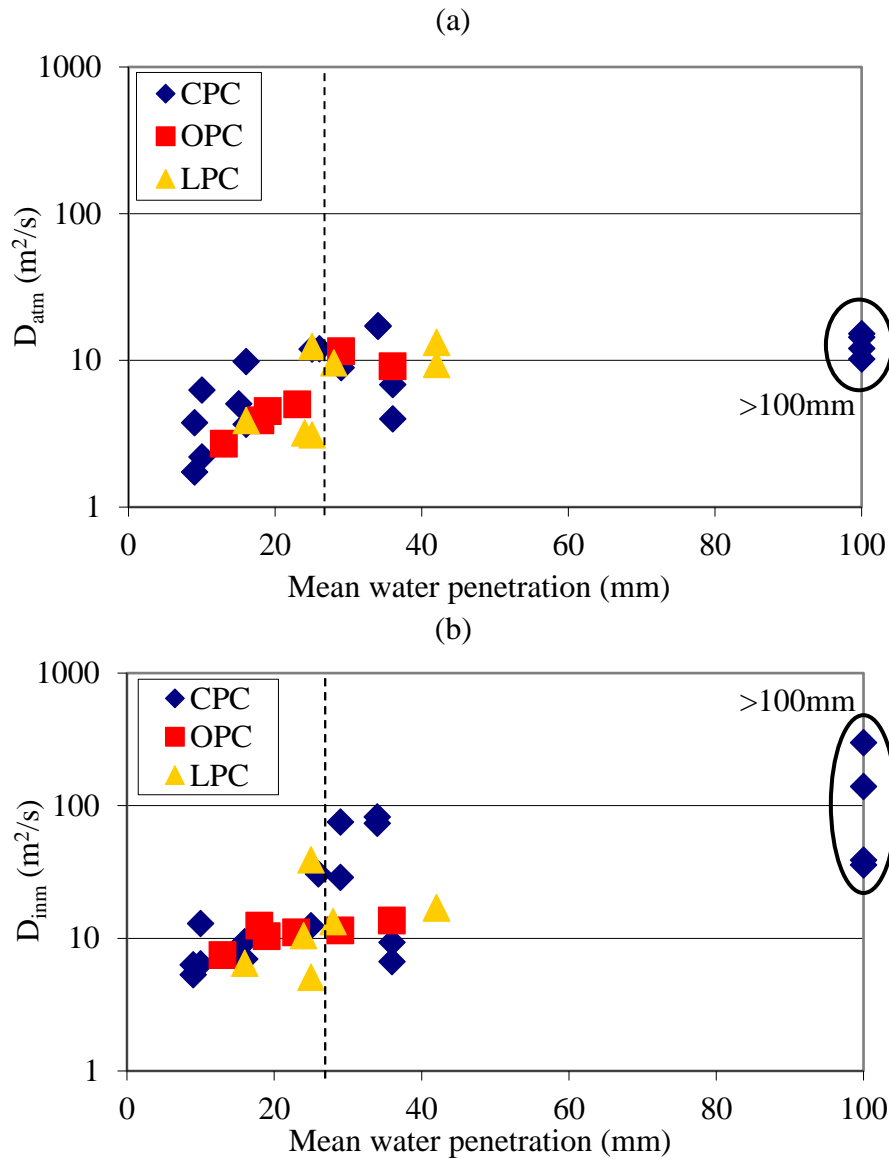 (a)
1000
CPC
OPC
LPC
100
D_atm (m²/s)
10
>100mm
1
0 20 40 60 80 100
Mean water penetration (mm)
(b)
1000
CPC
>100mm
OPC
LPC
100
D_inm (m²/s)
10
1
0 20 40 60 80 100
Mean water penetration (mm)